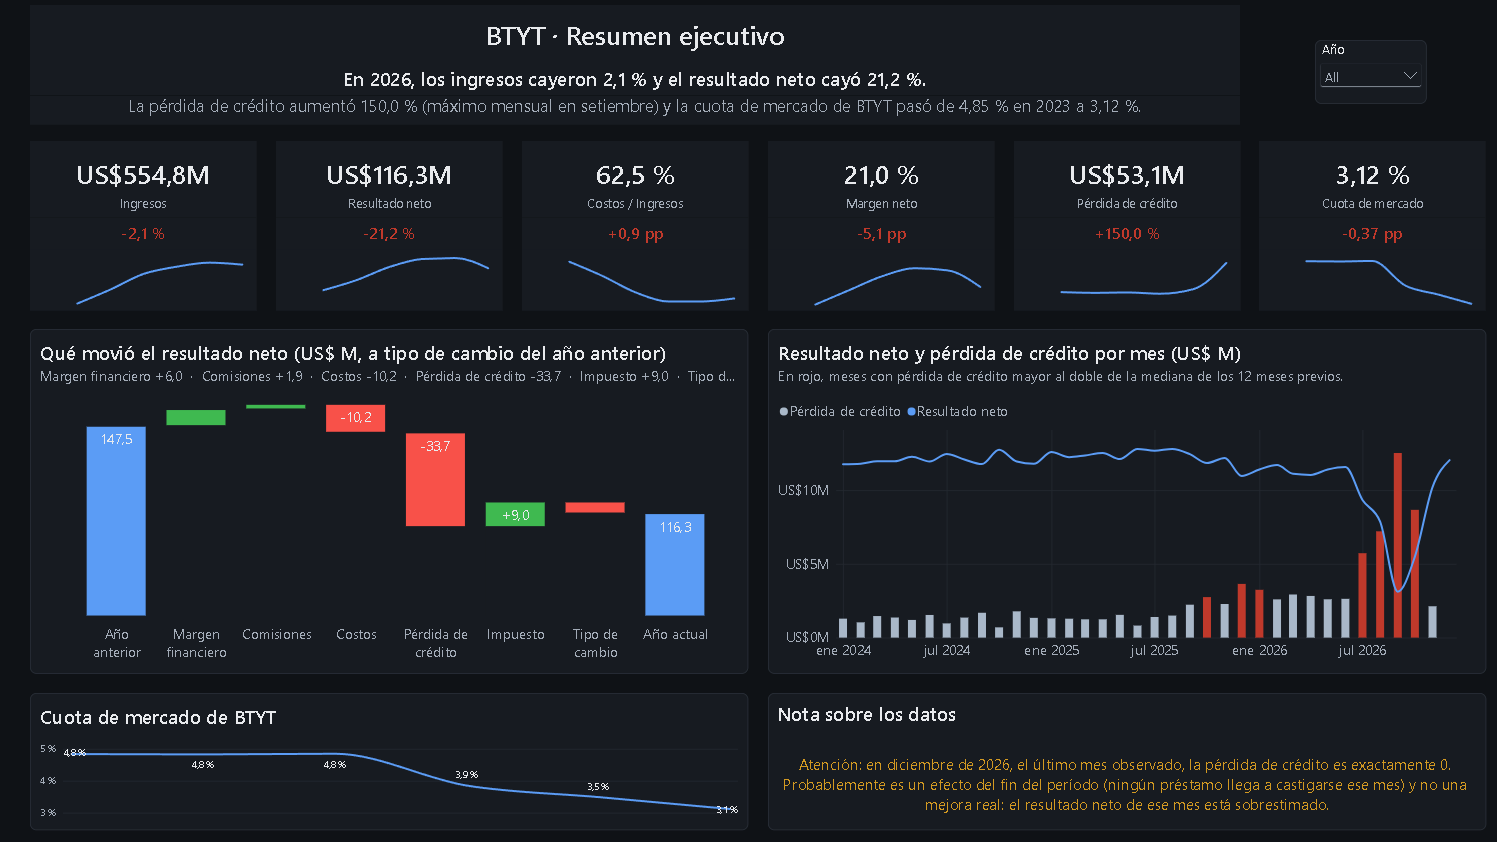 BTYT · Resumen ejecutivo
En 2026, los ingresos cayeron 2,1 % y el resultado neto cayó 21,2 %.
La pérdida de crédito aumentó 150,0 % (máximo mensual en setiembre) y la cuota de mercado de BTYT pasó de 4,85 % en 2023 a 3,12 %.
Año
All
US$554,8M
Ingresos
-2,1 %
US$116,3M
Resultado neto
-21,2 %
62,5 %
Costos / Ingresos
+0,9 pp
21,0 %
Margen neto
-5,1 pp
US$53,1M
Pérdida de crédito
+150,0 %
3,12 %
Cuota de mercado
-0,37 pp
Qué movió el resultado neto (US$ M, a tipo de cambio del año anterior)
Margen financiero +6,0 · Comisiones +1,9 · Costos -10,2 · Pérdida de crédito -33,7 · Impuesto +9,0 · Tipo d...
147,5
-10,2
-33,7
+9,0
116,3
Año anterior
Margen financiero
Comisiones
Costos
Pérdida de crédito
Impuesto
Tipo de cambio
Año actual
Resultado neto y pérdida de crédito por mes (US$ M)
En rojo, meses con pérdida de crédito mayor al doble de la mediana de los 12 meses previos.
Pérdida de crédito
Resultado neto
US$10M
US$5M
US$0M
ene 2024
jul 2024
ene 2025
jul 2025
ene 2026
jul 2026
Cuota de mercado de BTYT
5 %
4 %
3 %
4,8%
4,8%
4,8%
3,9%
3,5%
3,1%
Nota sobre los datos
Atención: en diciembre de 2026, el último mes observado, la pérdida de crédito es exactamente 0.
Probablemente es un efecto del fin del período (ningún préstamo llega a castigarse ese mes) y no una
mejora real: el resultado neto de ese mes está sobrestimado.